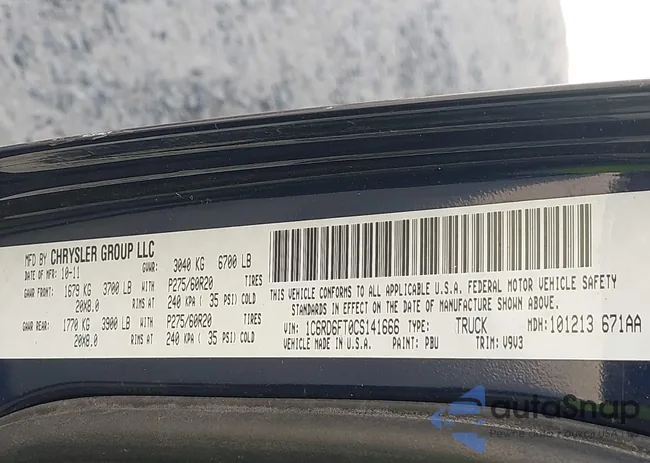 MFD BY CHRYSLER GROUP LLC
DATE OF MFR: 10-11 GVWR: 3040 KG 6700 LB
GAWR FRONT: 1679 KG 3700 LB P275/60R20 TIRES
20X8.0 RIMS AT 240 KPA ( 35 PSI) COLD
GAWR REAR: 1770 KG 3900 LB P275/60R20 TIRES
20X8.0 RIMS AT 240 KPA ( 35 PSI) COLD
THIS VEHICLE CONFORMS TO ALL APPLICABLE U.S.A. FEDERAL MOTOR VEHICLE SAFETY
STANDARDS IN EFFECT ON THE DATE OF MANUFACTURE SHOWN ABOVE.
VIN: 1C6RD6FT0CS141666 TYPE: TRUCK MDH: 101213 671AA
VEHICLE MADE IN U.S.A. PAINT: PBU TRIM: V9V3
autoSnap